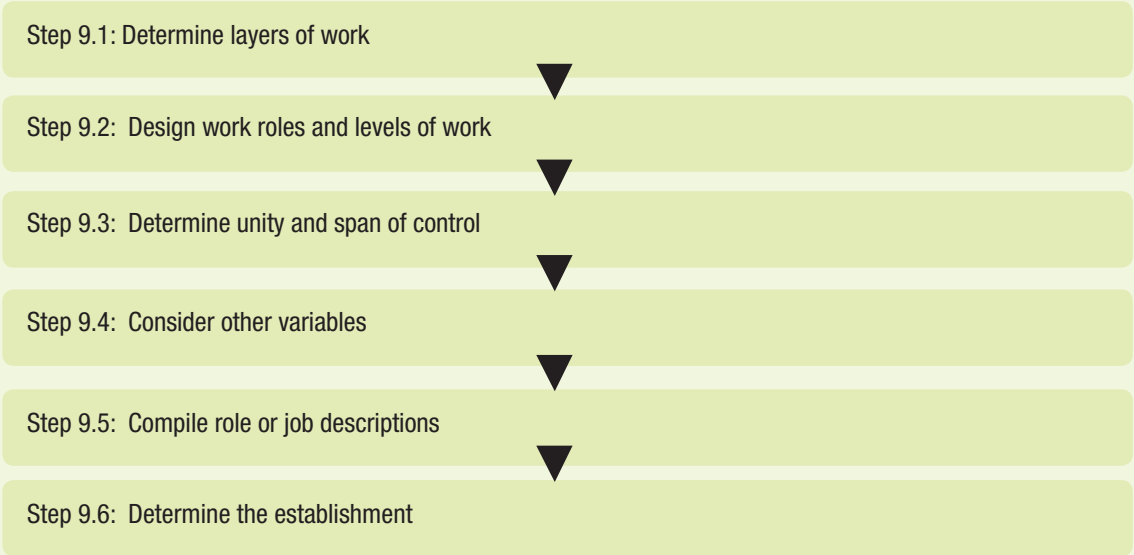 Step 9.1: Determine layers of work
Step 9.2: Design work roles and levels of work
Step 9.3: Determine unity and span of control
Step 9.4: Consider other variables
Step 9.5: Compile role or job descriptions
Step 9.6: Determine the establishment